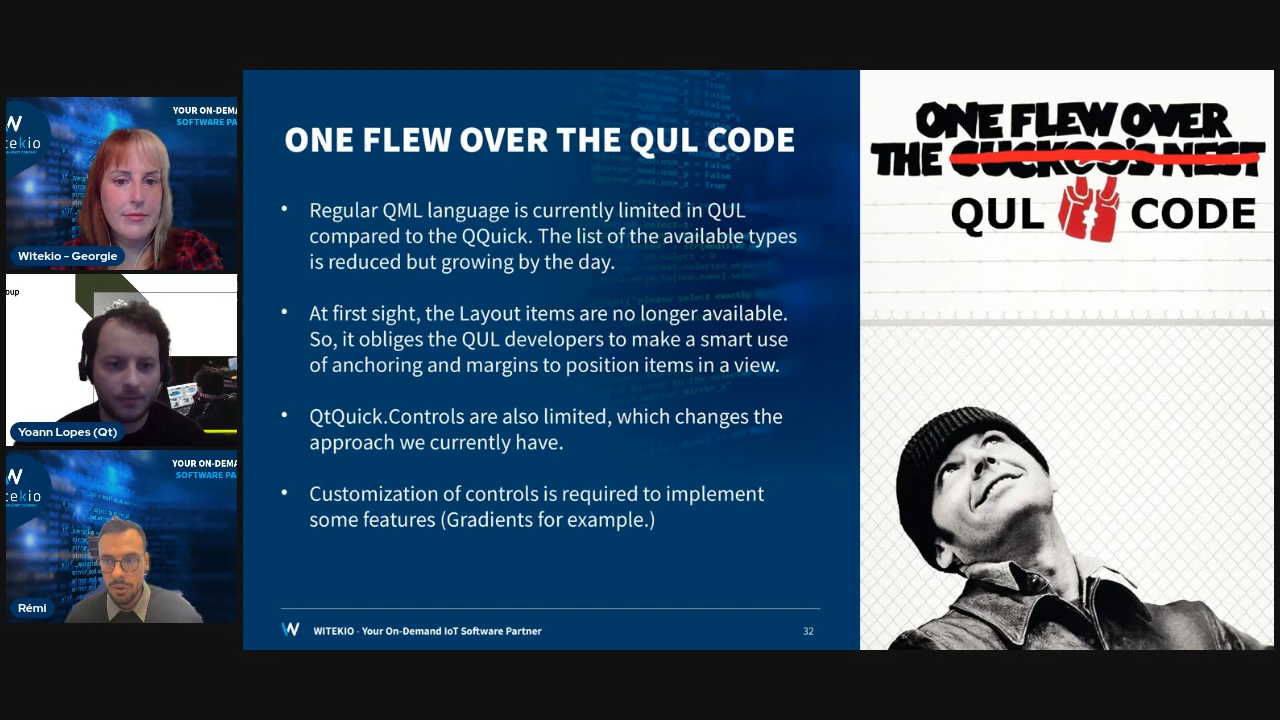 YOUR ON-DEMA
SOFTWARE PA
W
tekio
Witekio - Georgie
oup
Yoann Lopes (Qt)
YOUR ON-DEMA
SOFTWARE PA
W
tekio
Rémi
ONE FLEW OVER THE QUL CODE
• Regular QML language is currently limited in QUL
compared to the QQuick. The list of the available types
is reduced but growing by the day.
• At first sight, the Layout items are no longer available.
So, it obliges the QUL developers to make a smart use
of anchoring and margins to position items in a view.
• QtQuick.Controls are also limited, which changes the
approach we currently have.
• Customization of controls is required to implement
some features (Gradients for example.)
W WITEKIO - Your On-Demand IoT Software Partner
32
ONE FLEW OVER
THE CUCKOO'S NEST
QUL CODE